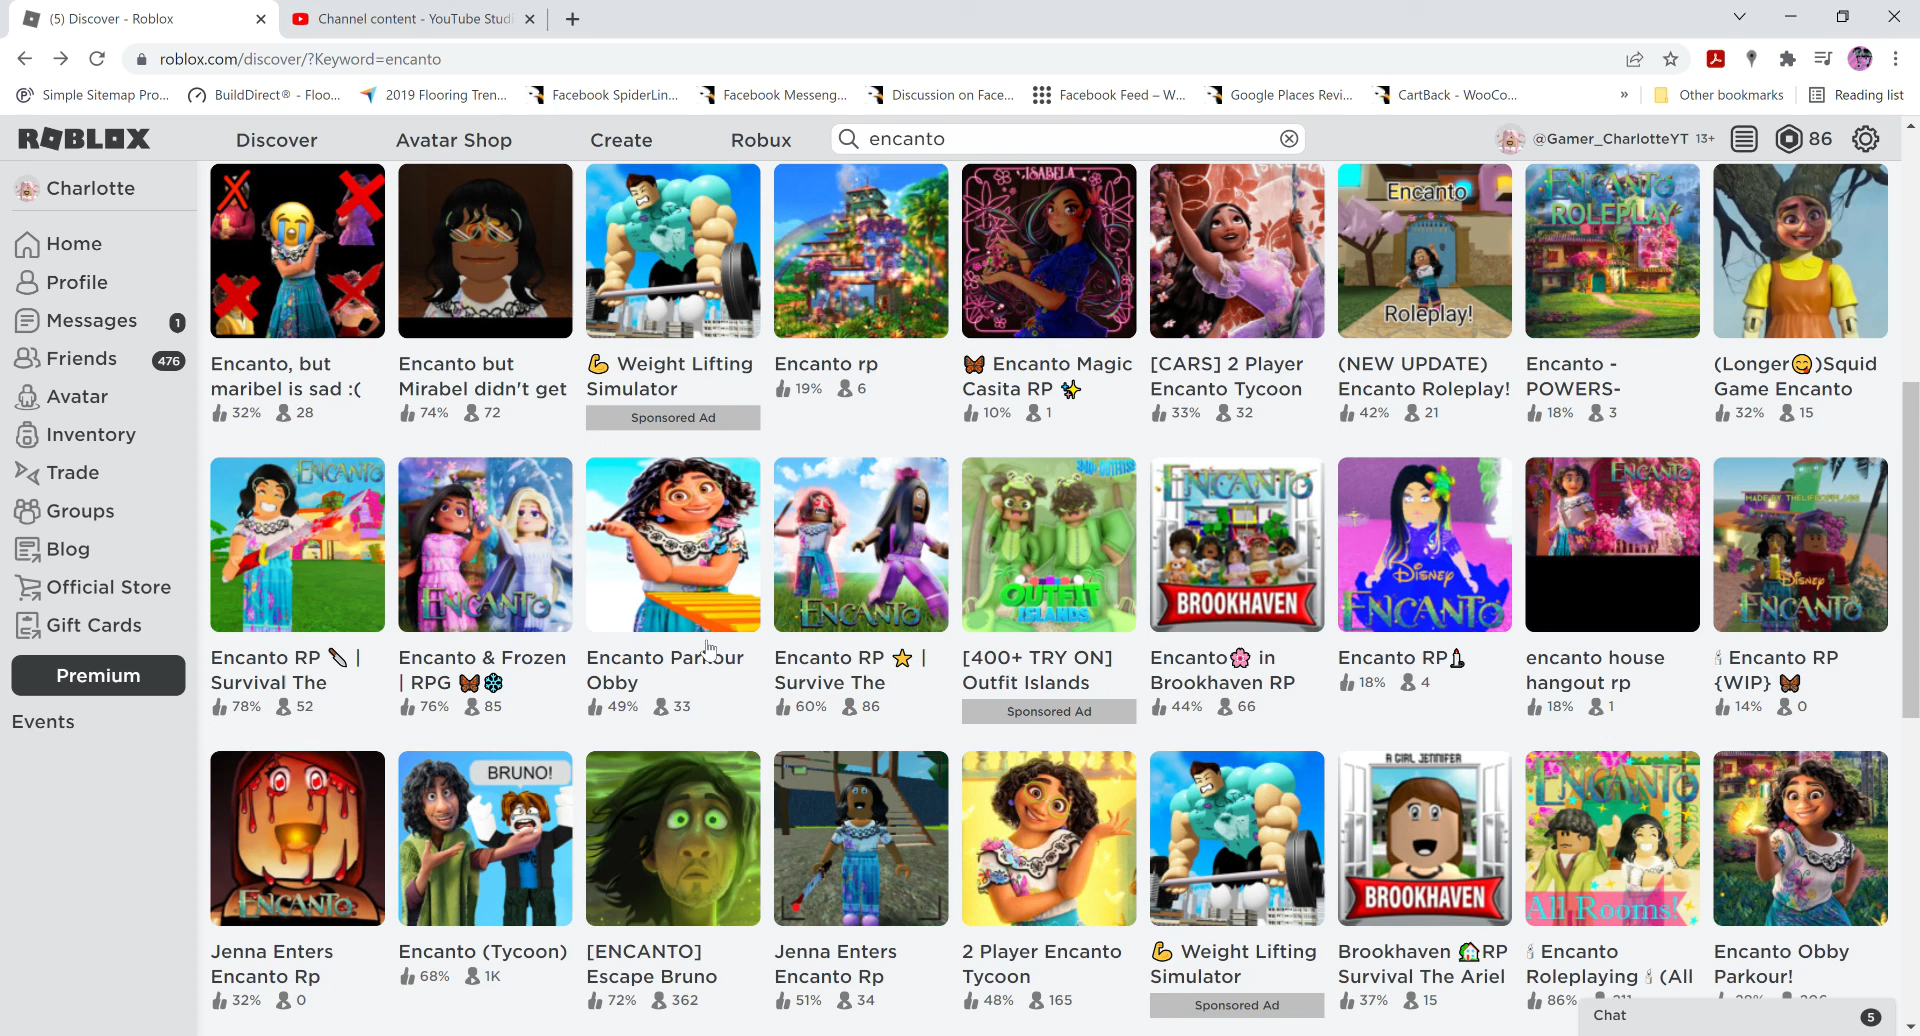 (5) Discover - Roblox
Channel content - YouTube Studi
roblox.com/discover/?Keyword=encanto
Simple Sitemap Pro...
BuildDirect® - Floo...
2019 Flooring Tren...
Facebook SpiderLin...
Facebook Messeng...
Discussion on Face...
Facebook Feed – W...
Google Places Revi...
CartBack - WooCo...
»
Other bookmarks
Reading list
ROBLOX
Discover
Avatar Shop
Create
Robux
encanto
@Gamer_CharlotteYT 13+
86
Charlotte
Home
Profile
Messages 1
Friends 476
Avatar
Inventory
Trade
Groups
Blog
Official Store
Gift Cards
Premium
Events
ISABELA
Encanto
Roleplay!
ENCANTO
ROLEPLAY
Encanto, but
maribel is sad :(
32% 28
Encanto but
Mirabel didn't get
74% 72
💪 Weight Lifting
Simulator
Sponsored Ad
Encanto rp
19% 6
🦋 Encanto Magic
Casita RP ✨
10% 1
[CARS] 2 Player
Encanto Tycoon
33% 32
(NEW UPDATE)
Encanto Roleplay!
42% 21
Encanto -
POWERS-
18% 3
(Longer😋)Squid
Game Encanto
32% 15
ENCANTO
ENCANTO
ENCANTO
OUTFIT
ISLANDS
ENCANTO
BROOKHAVEN
DISNEY
ENCANTO
ENCANTO
DISNEY
ENCANTO
Encanto RP 🔪 |
Survival The
78% 52
Encanto & Frozen
| RPG 🦋❄️
76% 85
Encanto Parkour
Obby
49% 33
Encanto RP ⭐ |
Survive The
60% 86
[400+ TRY ON]
Outfit Islands
Sponsored Ad
Encanto🌸 in
Brookhaven RP
44% 66
Encanto RP🕯
18% 4
encanto house
hangout rp
18% 1
🕯 Encanto RP
{WIP} 🦋
14% 0
ENCANTO
BRUNO!
A GIRL JENNIFER
BROOKHAVEN
ENCANTO
All Rooms!
Jenna Enters
Encanto Rp
32% 0
Encanto (Tycoon)
68% 1K
[ENCANTO]
Escape Bruno
72% 362
Jenna Enters
Encanto Rp
51% 34
2 Player Encanto
Tycoon
48% 165
💪 Weight Lifting
Simulator
Sponsored Ad
Brookhaven 🏠RP
Survival The Ariel
37% 15
🕯 Encanto
Roleplaying 🕯 (All
86%
Encanto Obby
Parkour!
Chat 5